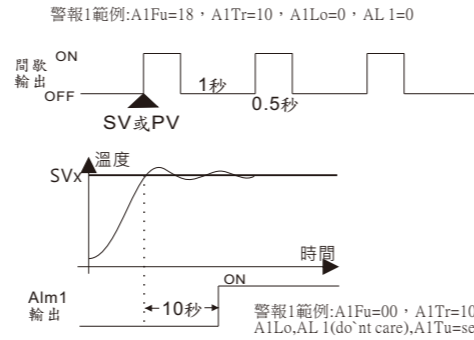 警報1範例:A1Fu=18，A1Tr=10，A1Lo=0，AL 1=0
間歇 ON
輸出
OFF
1秒
0.5秒
SV或PV
溫度
SVx
時間
Alm1
輸出
ON
10秒
警報1範例:A1Fu=00，A1Tr=10
A1Lo,AL 1(do`nt care),A1Tu=se